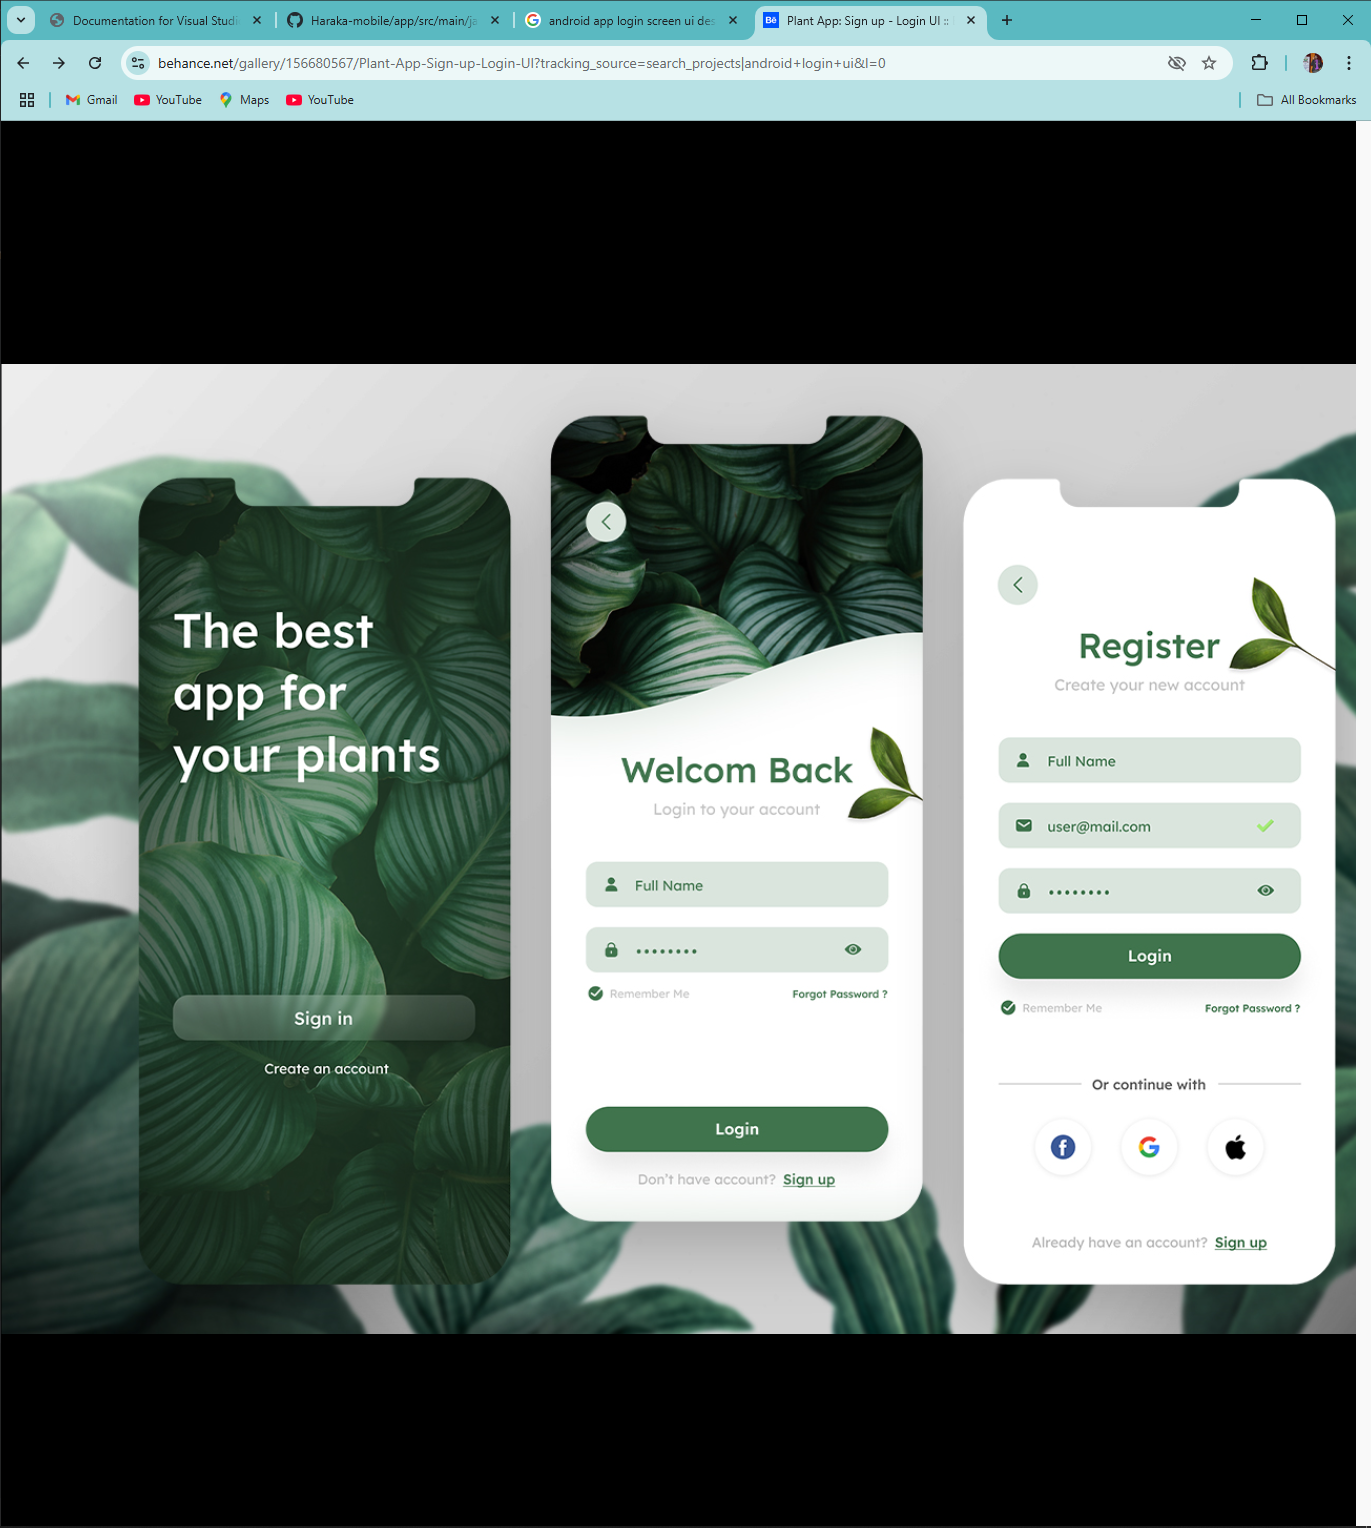 Documentation for Visual Studi
Haraka-mobile/app/src/main/ja
android app login screen ui des
Bē
Plant App: Sign up - Login UI ::
behance.net/gallery/156680567/Plant-App-Sign-up-Login-UI?tracking_source=search_projects|android+login+ui&l=0
Gmail
YouTube
Maps
YouTube
All Bookmarks
The best
app for
your plants
Sign in
Create an account
Welcom Back
Login to your account
Full Name
••••••••
Remember Me
Forgot Password ?
Login
Don't have account? Sign up
Register
Create your new account
Full Name
user@mail.com
••••••••
Login
Remember Me
Forgot Password ?
Or continue with
Already have an account? Sign up